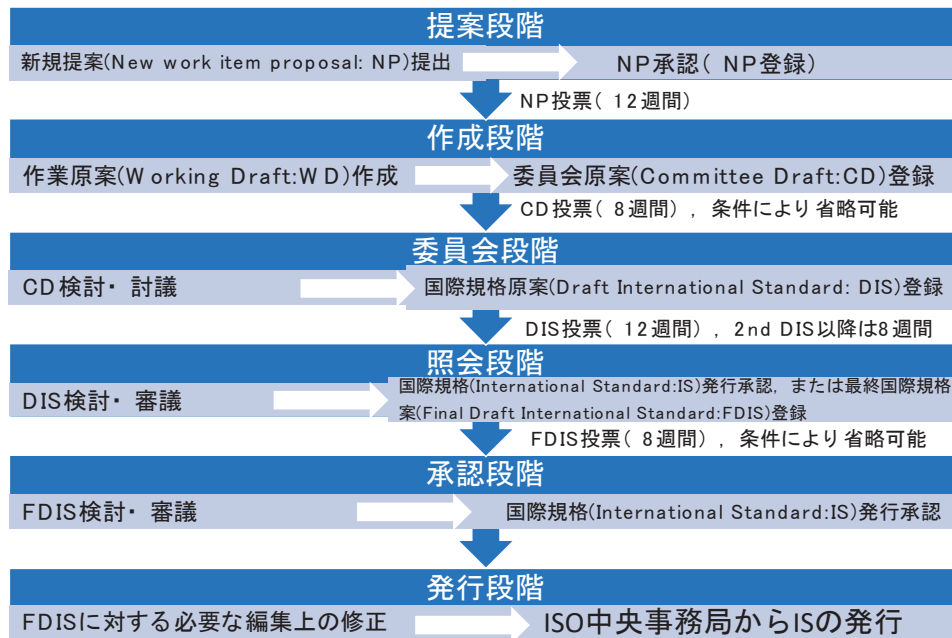 提案段階
新規提案(New work item proposal: NP)提出
NP承認( NP登録)
NP投票( 12週間)
作成段階
作業原案(Working Draft:WD)作成
委員会原案(Committee Draft:CD)登録
CD投票( 8週間) , 条件により省略可能
委員会段階
CD検討・ 討議
国際規格原案(Draft International Standard: DIS)登録
DIS投票( 12週間) , 2nd DIS以降は8週間
照会段階
DIS検討・ 審議
国際規格(International Standard:IS)発行承認, または最終国際規格
案(Final Draft International Standard:FDIS)登録
FDIS投票( 8週間) , 条件により省略可能
承認段階
FDIS検討・ 審議
国際規格(International Standard:IS)発行承認
発行段階
FDISに対する必要な編集上の修正
ISO中央事務局からISの発行